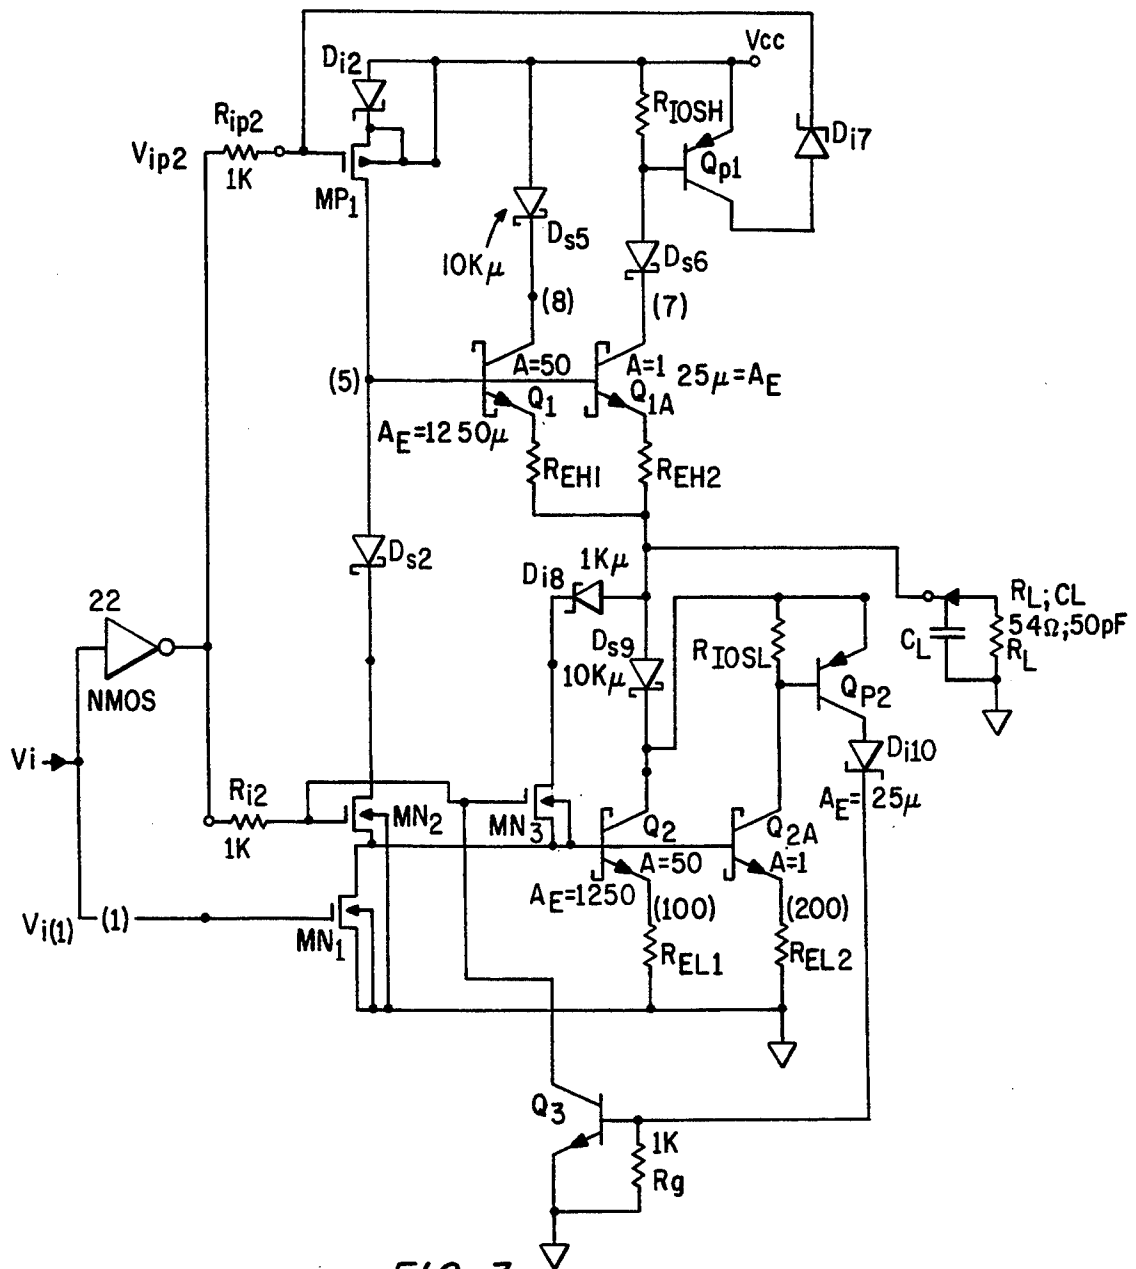 Vcc
Di2
Rip2
RIOSH
Vip2
1K
MP1
Qp1
Di7
Ds5
10Kµ
Ds6
(8)
(7)
A=50
A=1
25µ=AE
(5)
Q1
Q1A
AE=1250µ
REH1
REH2
Ds2
1Kµ
Di8
22
RL; CL
54Ω;50pF
Ds9
RIOSL
CL
RL
10Kµ
QP2
NMOS
Vi
Di10
Ri2
AE= 25µ
MN2
MN3
Q2
Q2A
1K
A=50
A=1
AE=1250
(100)
(200)
Vi(1)
(1)
MN1
REL1
REL2
Q3
1K
Rg